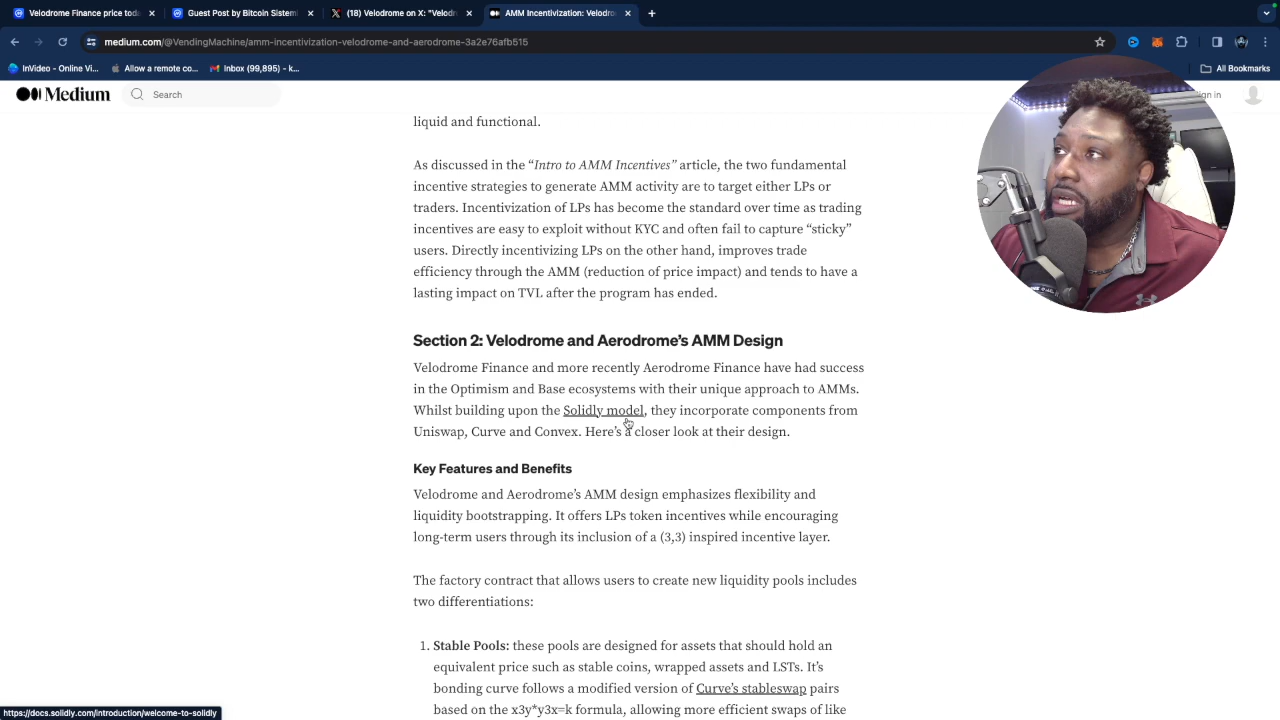 Velodrome Finance price toda
Guest Post by Bitcoin Sistemi
(18) Velodrome on X: "Velodr
AMM Incentivization: Velodro
medium.com/@VendingMachine/amm-incentivization-velodrome-and-aerodrome-3a2e76afb515
InVideo - Online Vi...
Allow a remote co...
Inbox (99,895) - k...
All Bookmarks
Medium
Search
ign in
liquid and functional.
As discussed in the “Intro to AMM Incentives” article, the two fundamental
incentive strategies to generate AMM activity are to target either LPs or
traders. Incentivization of LPs has become the standard over time as trading
incentives are easy to exploit without KYC and often fail to capture “sticky”
users. Directly incentivizing LPs on the other hand, improves trade
efficiency through the AMM (reduction of price impact) and tends to have a
lasting impact on TVL after the program has ended.
Section 2: Velodrome and Aerodrome’s AMM Design
Velodrome Finance and more recently Aerodrome Finance have had success
in the Optimism and Base ecosystems with their unique approach to AMMs.
Whilst building upon the Solidly model, they incorporate components from
Uniswap, Curve and Convex. Here’s a closer look at their design.
Key Features and Benefits
Velodrome and Aerodrome’s AMM design emphasizes flexibility and
liquidity bootstrapping. It offers LPs token incentives while encouraging
long-term users through its inclusion of a (3,3) inspired incentive layer.
The factory contract that allows users to create new liquidity pools includes
two differentiations:
1. Stable Pools: these pools are designed for assets that should hold an
equivalent price such as stable coins, wrapped assets and LSTs. It’s
bonding curve follows a modified version of Curve’s stableswap pairs
based on the x3y*y3x=k formula, allowing more efficient swaps of like
https://docs.solidly.com/introduction/welcome-to-solidly